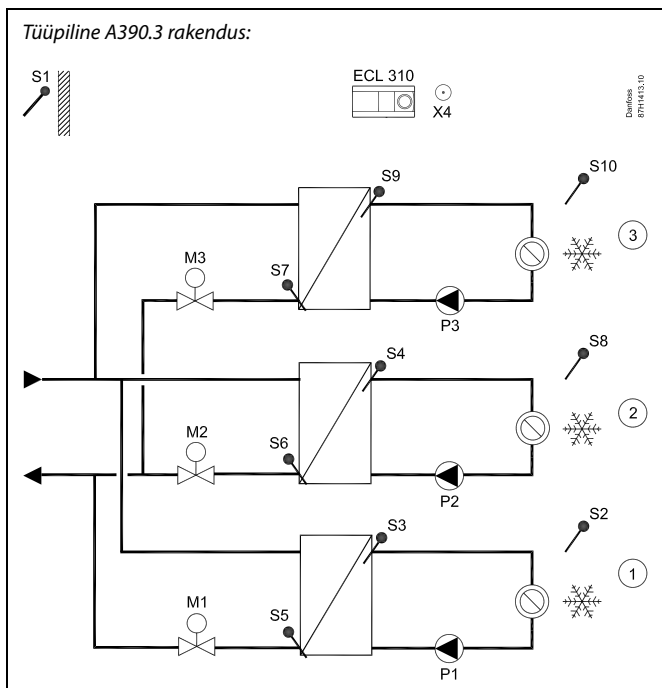 Tüüpiline A390.3 rakendus:
S1
ECL 310
X4
Danfoss
87H1413.10
S9
S10
3
M3
S7
P3
S4
S8
2
M2
S6
P2
S3
S2
1
M1
S5
P1